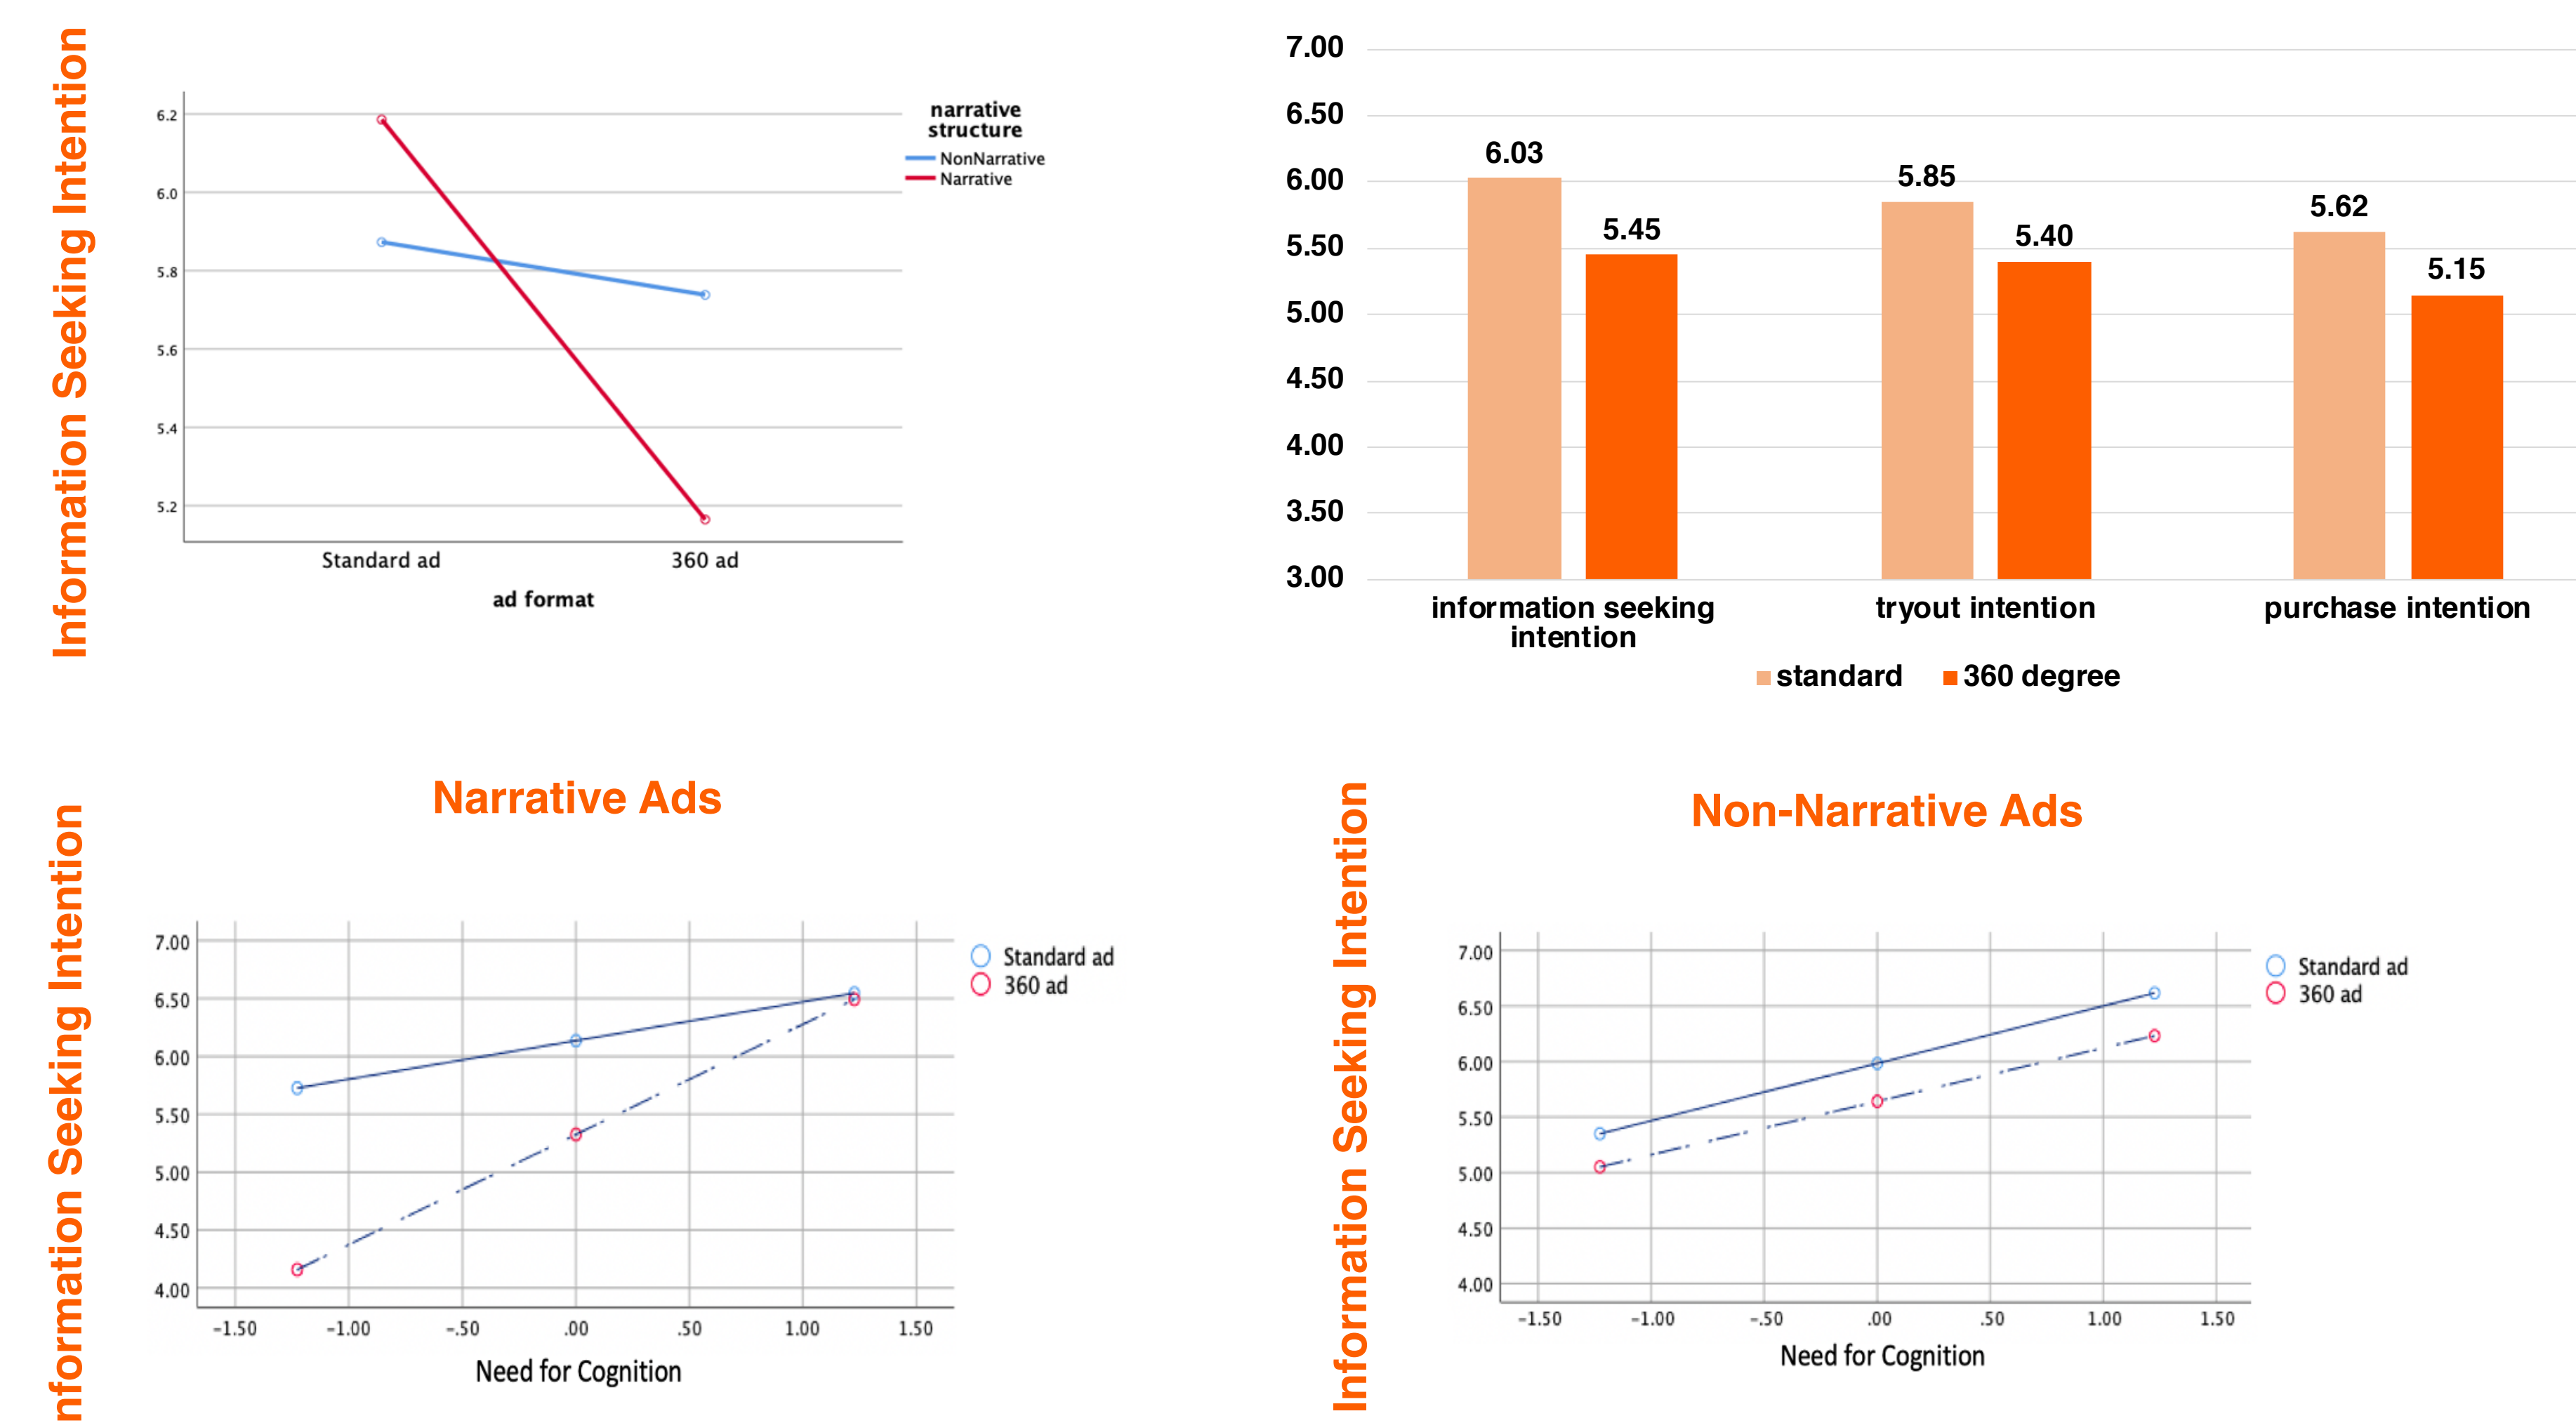 Information Seeking Intention
6.2
6.0
5.8
5.6
5.4
5.2
Standard ad
360 ad
ad format
narrative
structure
NonNarrative
Narrative
7.00
6.50
6.00
5.50
5.00
4.50
4.00
3.50
3.00
6.03
5.45
5.85
5.40
5.62
5.15
information seeking
intention
tryout intention
purchase intention
standard
360 degree
Narrative Ads
nformation Seeking Intention
7.00
6.50
6.00
5.50
5.00
4.50
4.00
-1.50
-1.00
-.50
.00
.50
1.00
1.50
Need for Cognition
Standard ad
360 ad
Non-Narrative Ads
Information Seeking Intention
7.00
6.50
6.00
5.50
5.00
4.50
4.00
-1.50
-1.00
-.50
.00
.50
1.00
1.50
Need for Cognition
Standard ad
360 ad